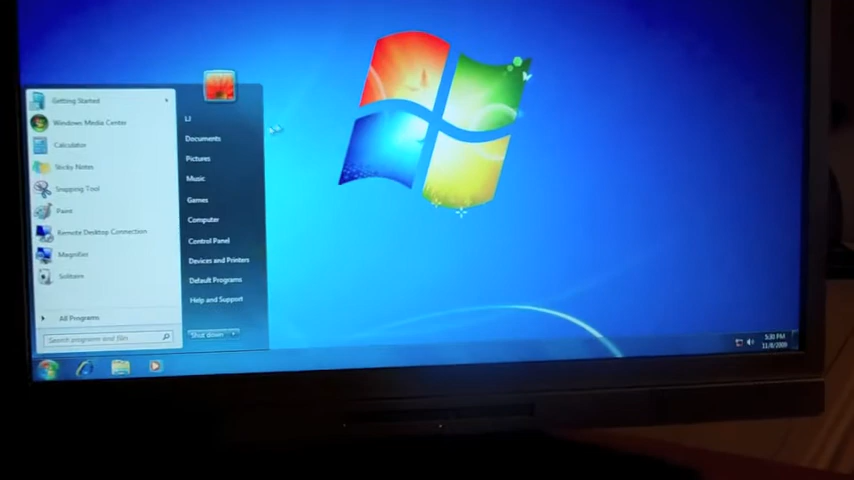 Getting Started
Windows Media Center
Calculator
Sticky Notes
Snipping Tool
Paint
Remote Desktop Connection
Magnifier
Solitaire
All Programs
Search programs and files
LJ
Documents
Pictures
Music
Games
Computer
Control Panel
Devices and Printers
Default Programs
Help and Support
Shut down
5:33 PM
11/8/2009